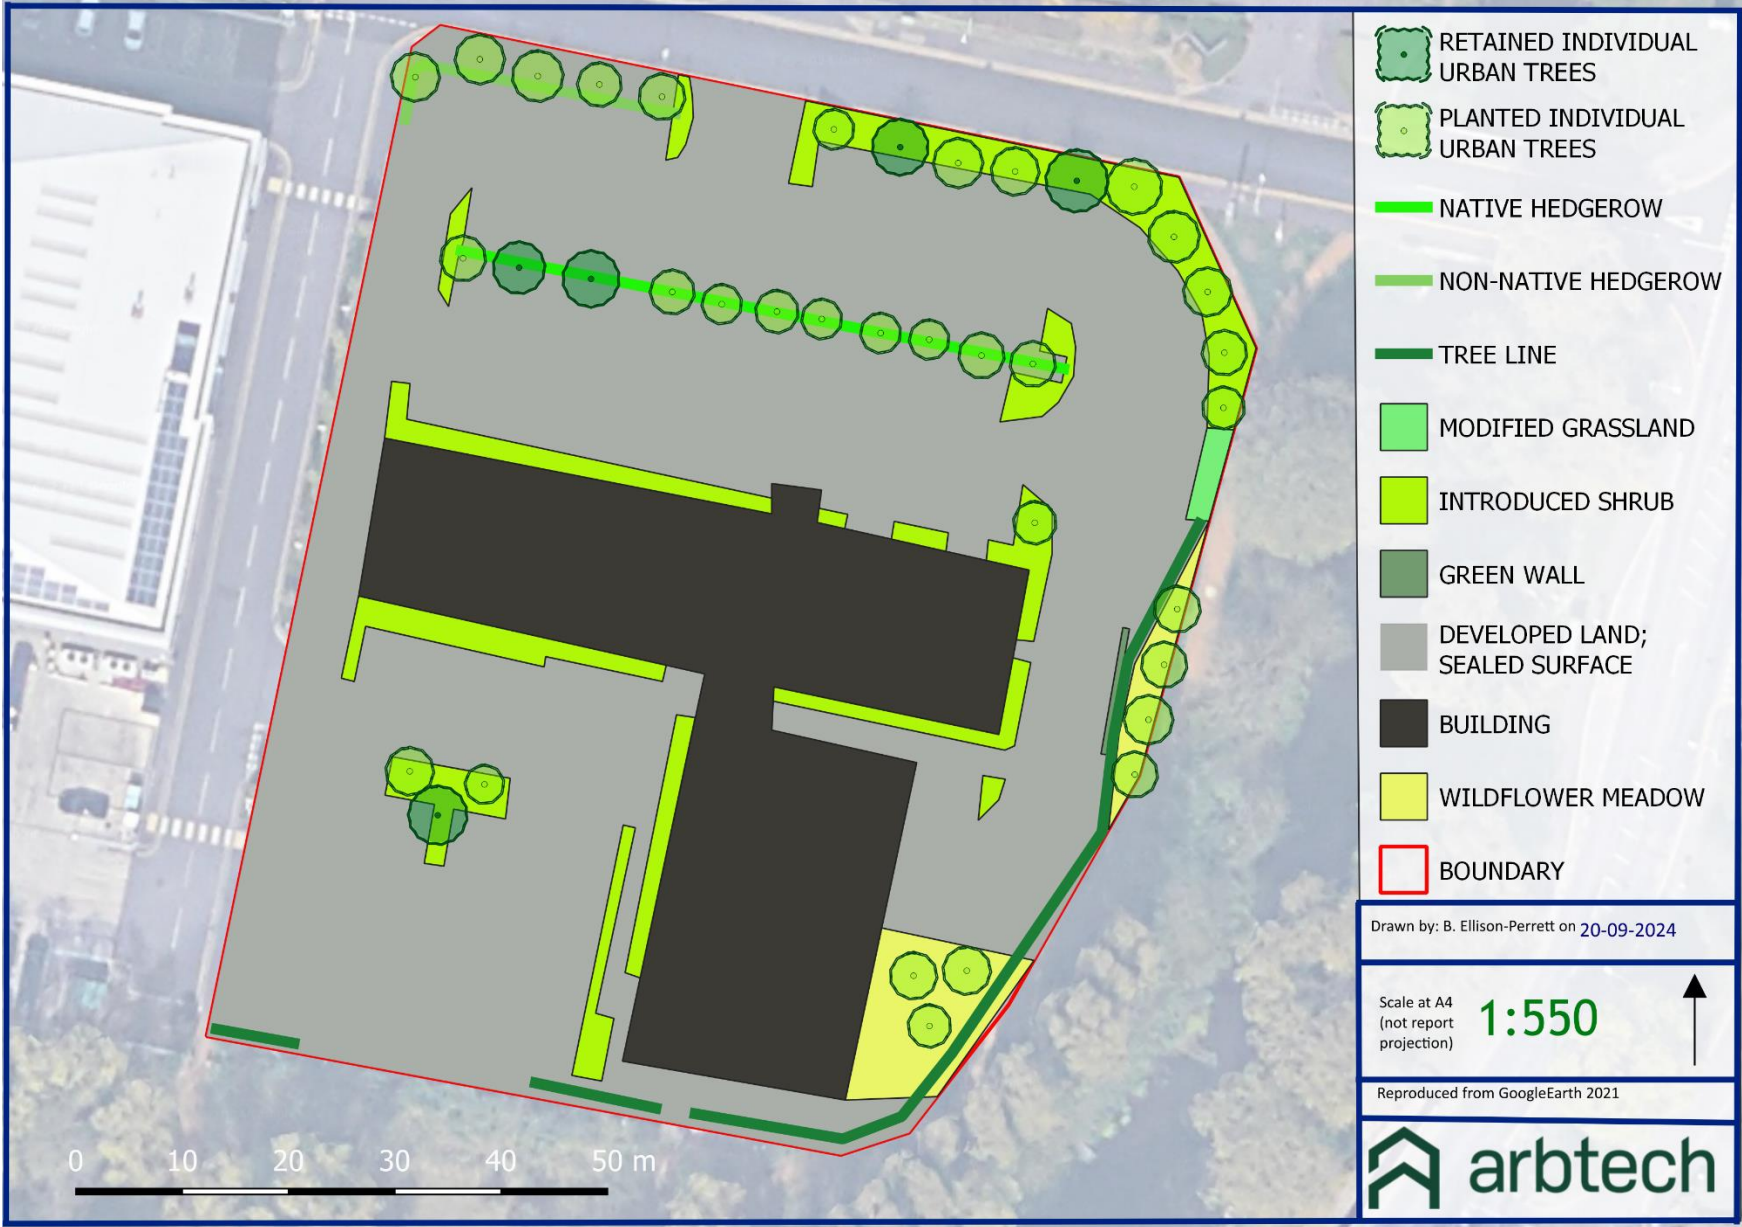 RETAINED INDIVIDUAL
URBAN TREES
PLANTED INDIVIDUAL
URBAN TREES
NATIVE HEDGEROW
NON-NATIVE HEDGEROW
TREE LINE
MODIFIED GRASSLAND
INTRODUCED SHRUB
GREEN WALL
DEVELOPED LAND;
SEALED SURFACE
BUILDING
WILDFLOWER MEADOW
BOUNDARY
Drawn by: B. Ellison-Perrett on 20-09-2024
Scale at A4
(not report
projection)
1:550
Reproduced from GoogleEarth 2021
arbtech
0 10 20 30 40 50 m